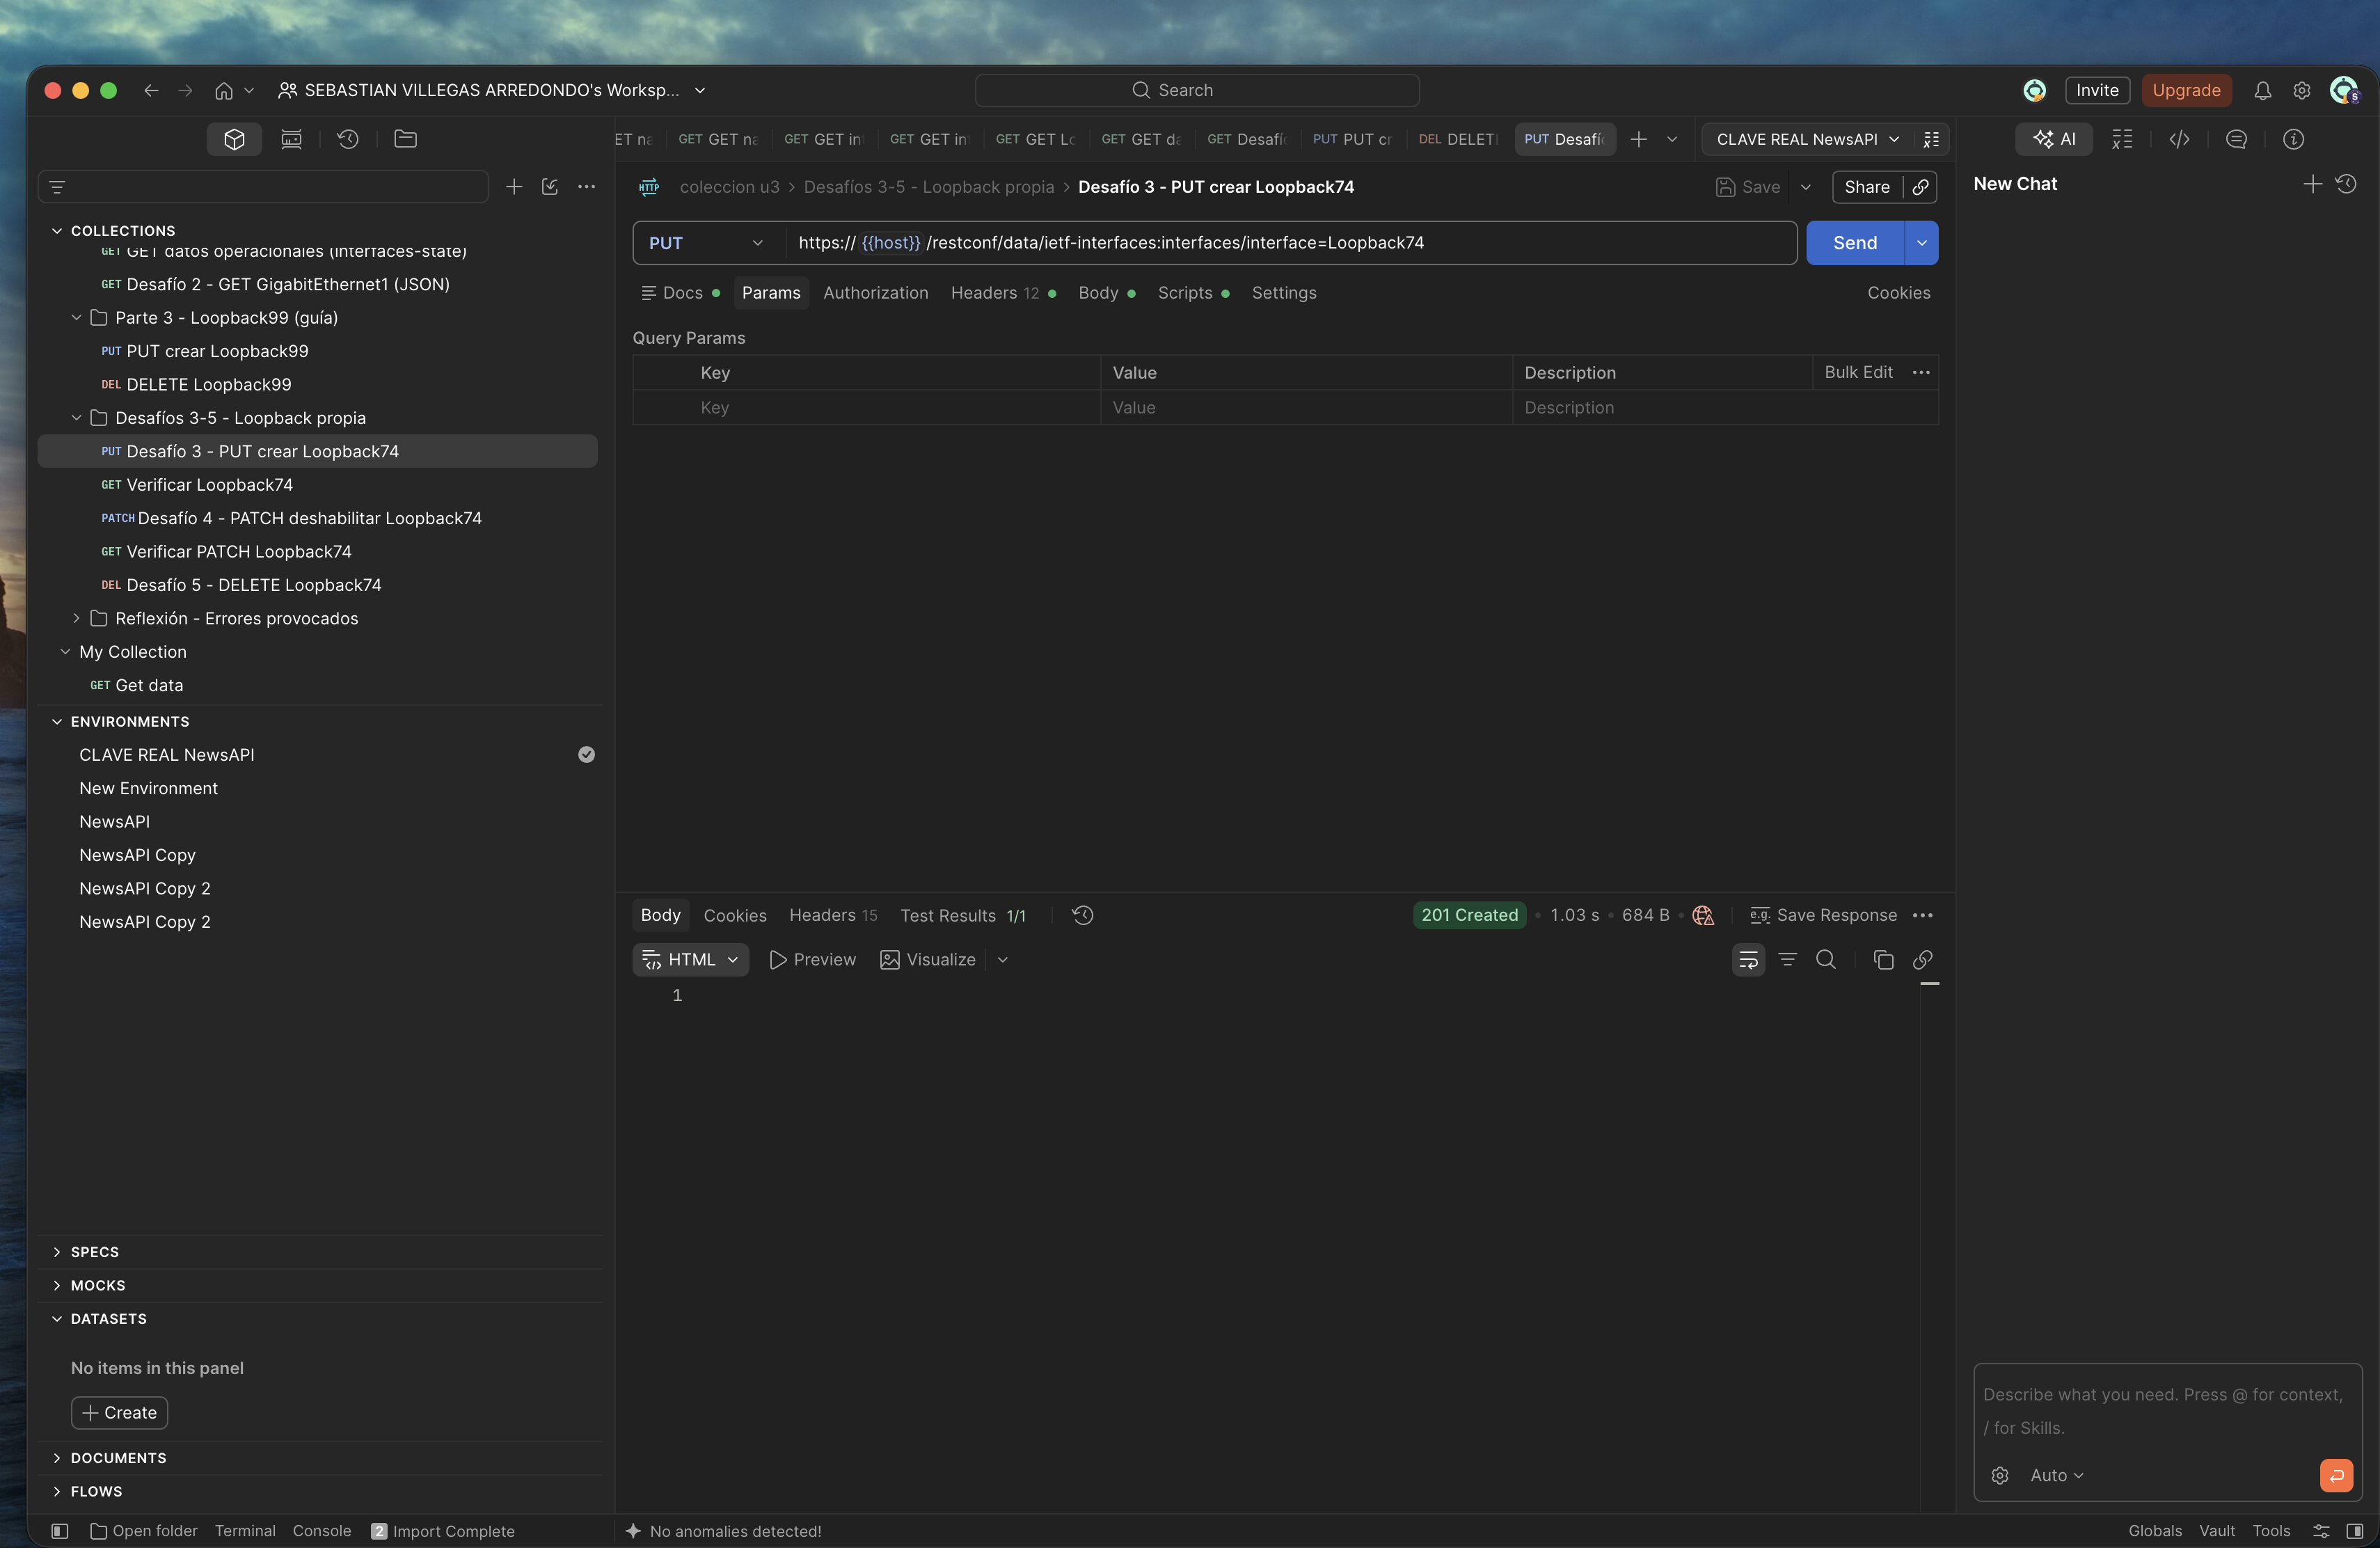 SEBASTIAN VILLEGAS ARREDONDO's Worksp...
Search
Invite
Upgrade
ET na
GET GET na
GET GET in
GET GET in
GET GET Lo
GET GET da
GET Desafí
PUT PUT cr
DEL DELET
PUT Desafí
CLAVE REAL NewsAPI
AI
HTTP coleccion u3 > Desafíos 3-5 - Loopback propia > Desafío 3 - PUT crear Loopback74
Save
Share
New Chat
COLLECTIONS
GET GET datos operacionales (interfaces-state)
GET Desafío 2 - GET GigabitEthernet1 (JSON)
Parte 3 - Loopback99 (guía)
PUT PUT crear Loopback99
DEL DELETE Loopback99
Desafíos 3-5 - Loopback propia
PUT Desafío 3 - PUT crear Loopback74
GET Verificar Loopback74
PATCH Desafío 4 - PATCH deshabilitar Loopback74
GET Verificar PATCH Loopback74
DEL Desafío 5 - DELETE Loopback74
Reflexión - Errores provocados
My Collection
GET Get data
ENVIRONMENTS
CLAVE REAL NewsAPI
New Environment
NewsAPI
NewsAPI Copy
NewsAPI Copy 2
NewsAPI Copy 2
SPECS
MOCKS
DATASETS
No items in this panel
Create
DOCUMENTS
FLOWS
PUT
https:// {{host}} /restconf/data/ietf-interfaces:interfaces/interface=Loopback74
Send
Docs
Params
Authorization
Headers 12
Body
Scripts
Settings
Cookies
Query Params
Key Value Description Bulk Edit
Key Value Description
Body
Cookies
Headers 15
Test Results 1/1
201 Created
1.03 s
684 B
e.g. Save Response
HTML
Preview
Visualize
1
Describe what you need. Press @ for context,
/ for Skills.
Auto
Open folder
Terminal
Console
2 Import Complete
No anomalies detected!
Globals
Vault
Tools
S